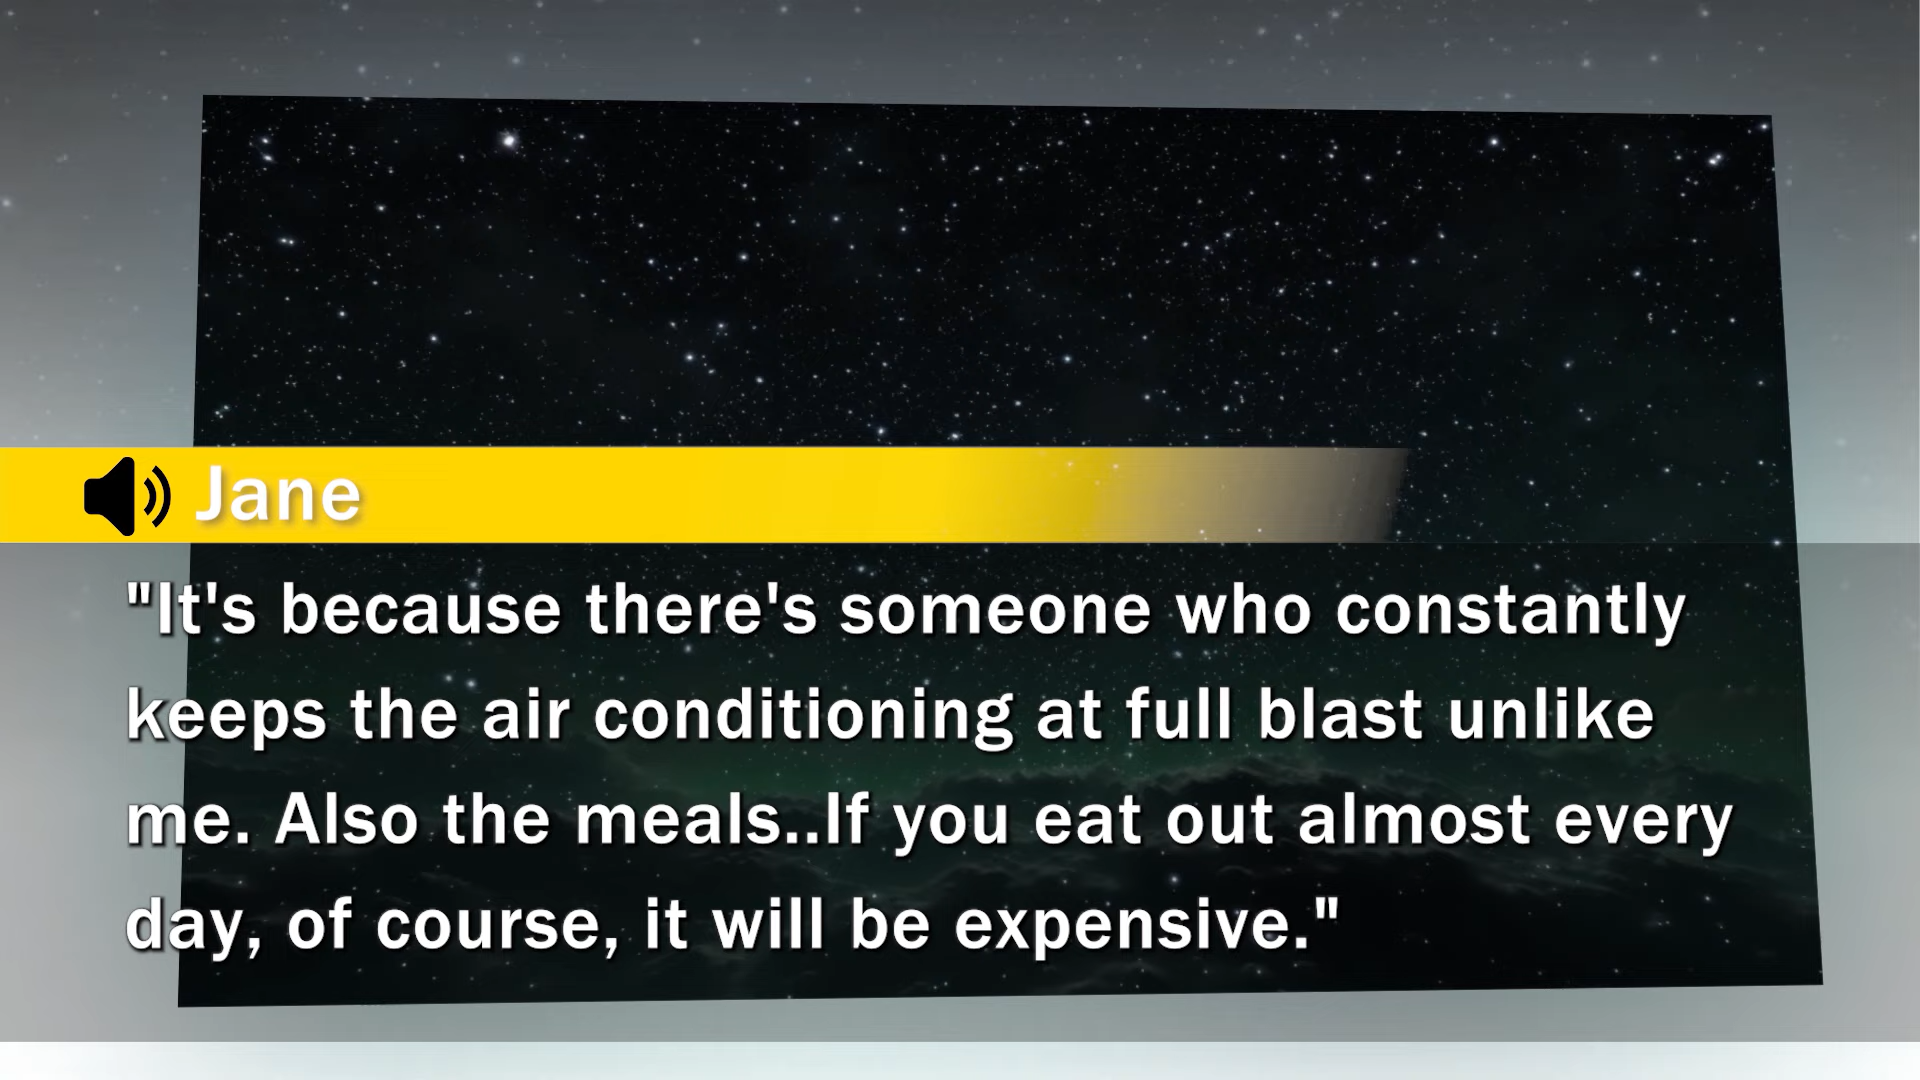 Jane
"It's because there's someone who constantly
keeps the air conditioning at full blast unlike
me. Also the meals..If you eat out almost every
day, of course, it will be expensive."